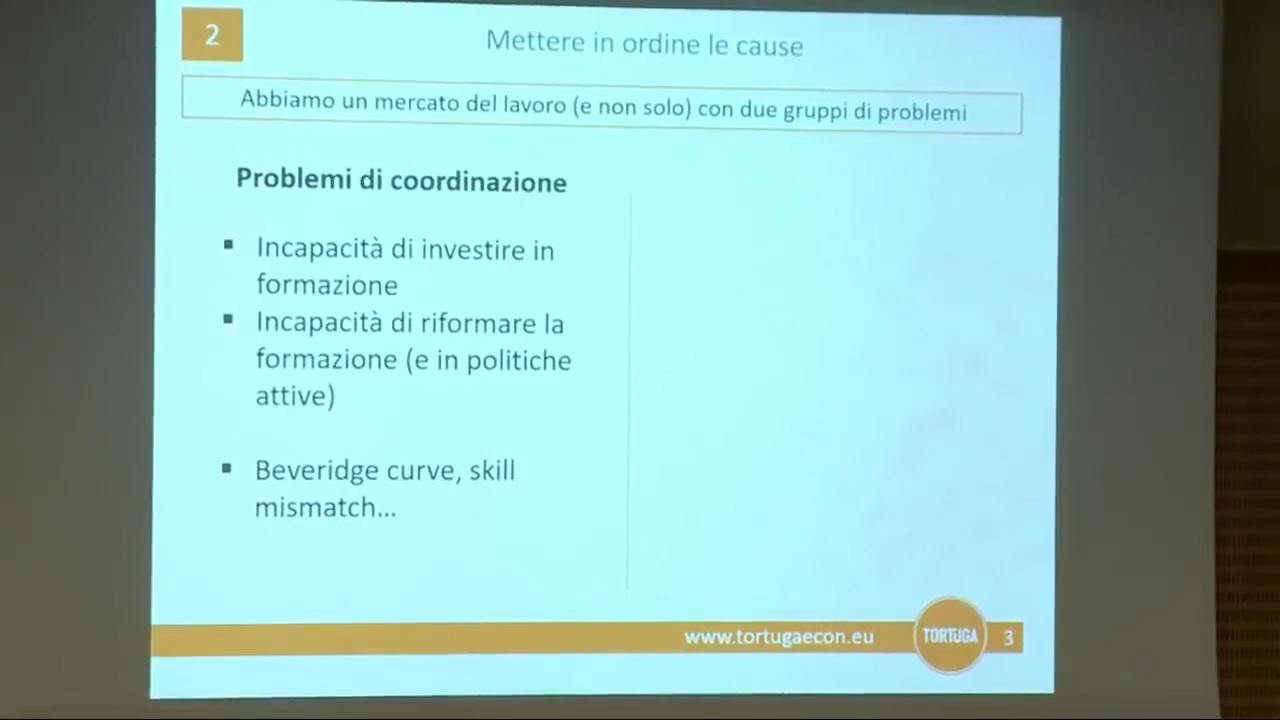 2
Mettere in ordine le cause
Abbiamo un mercato del lavoro (e non solo) con due gruppi di problemi
Problemi di coordinazione
▪ Incapacità di investire in
formazione
▪ Incapacità di riformare la
formazione (e in politiche
attive)
▪ Beveridge curve, skill
mismatch...
www.tortugaecon.eu
TORTUGA
3